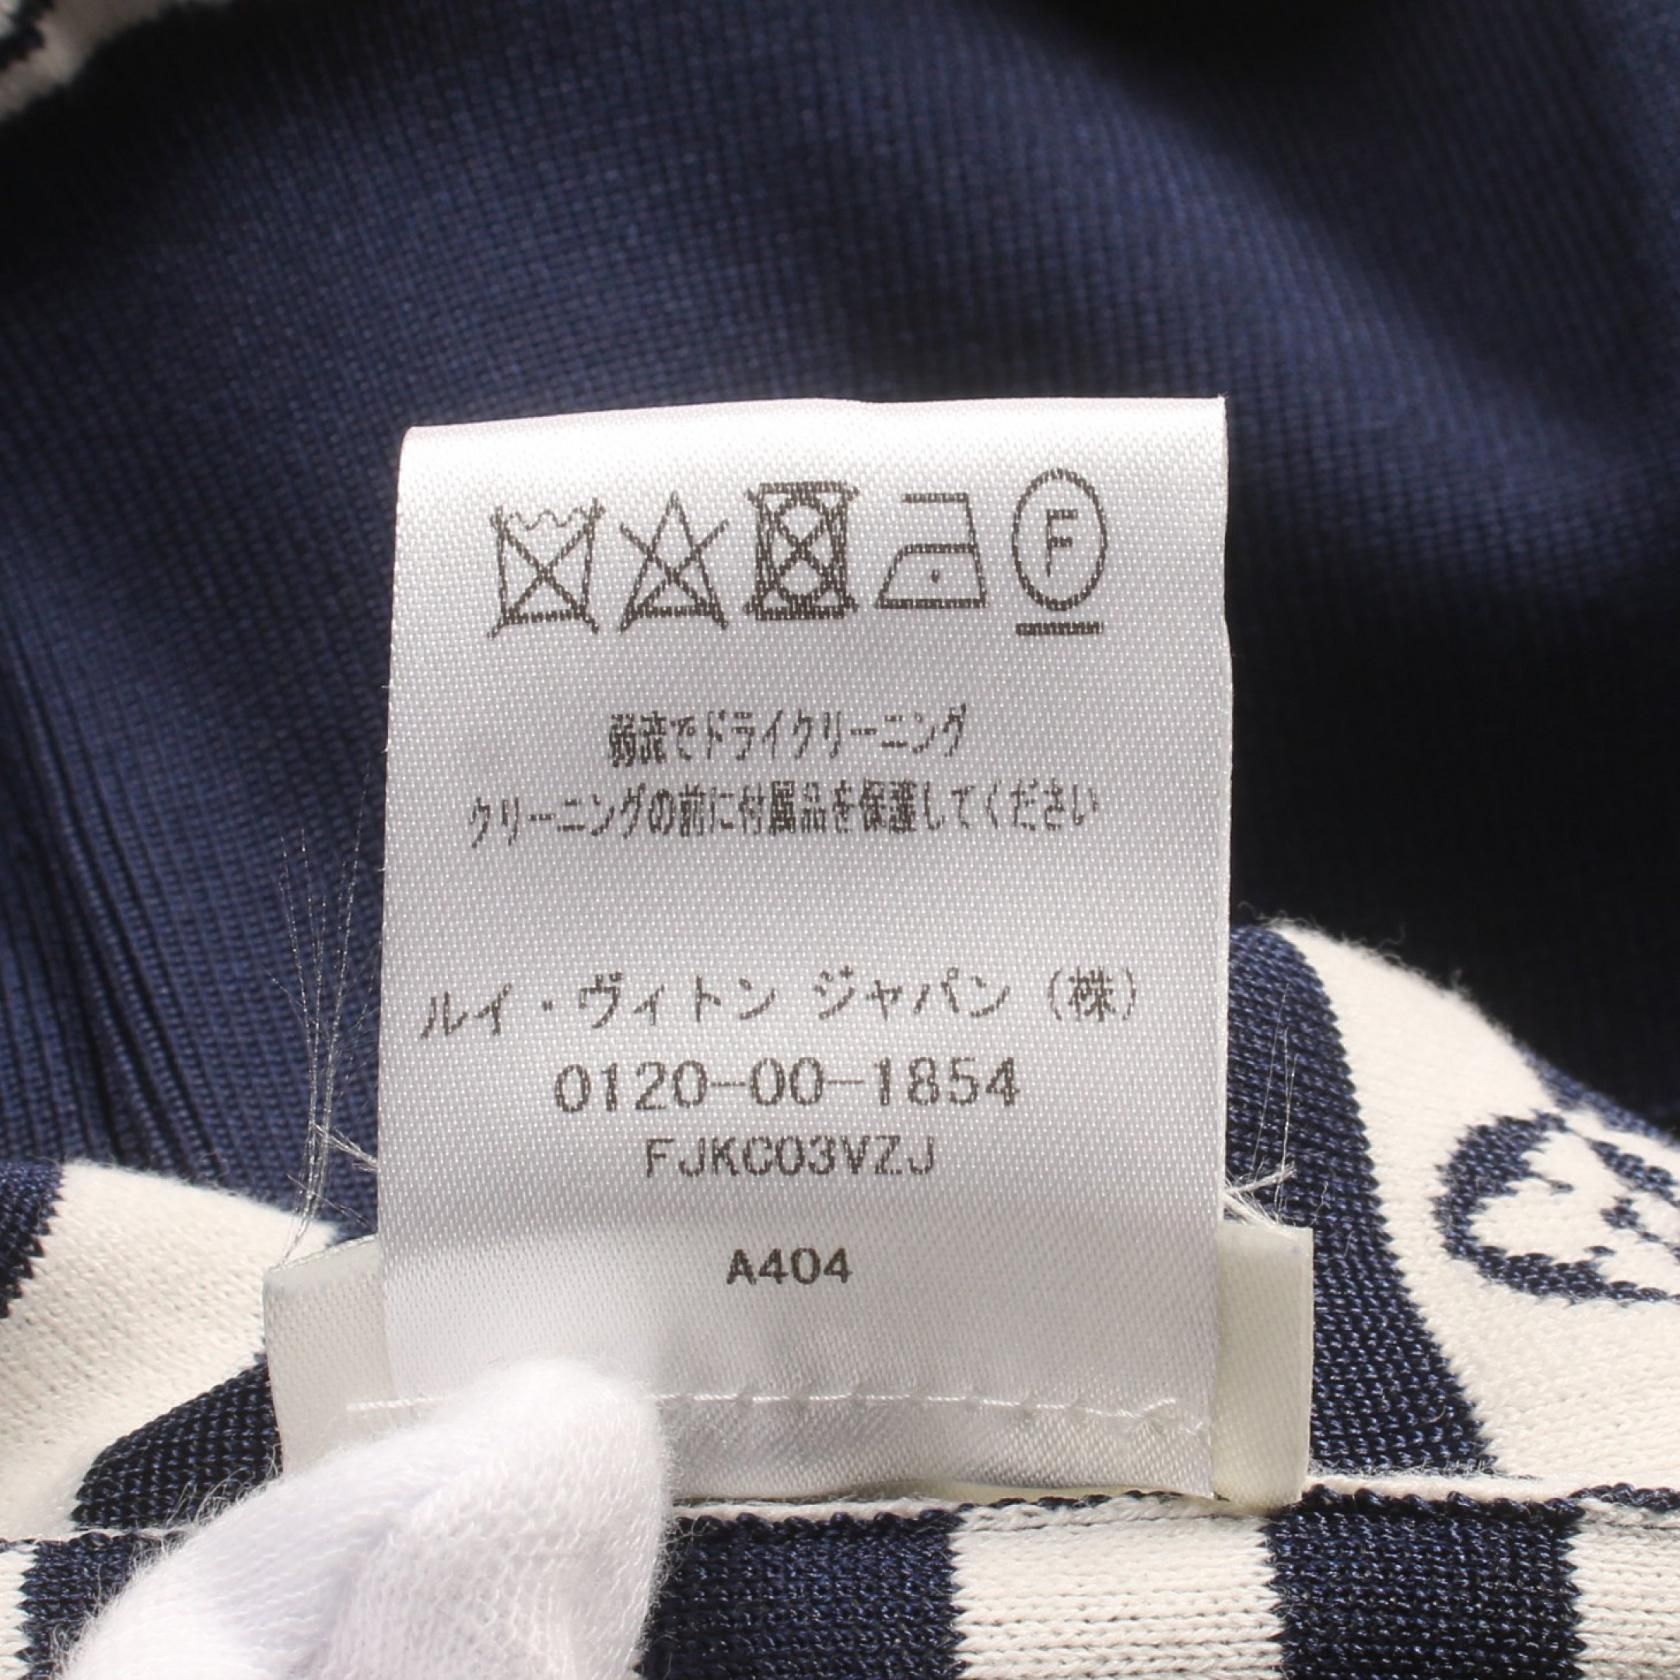 F
弱流でドライクリーニング
クリーニングの前に付属品を保護してください
ルイ・ヴィトン ジャパン (株)
0120-00-1854
FJKC03VZJ
A404